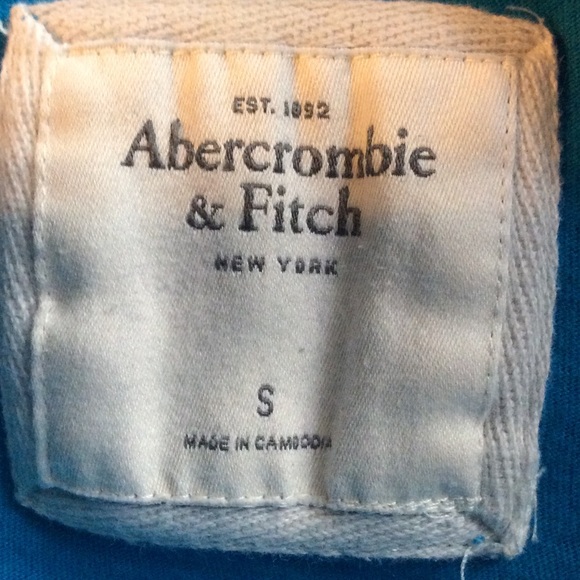 EST. 1892
Abercrombie
& Fitch
NEW YORK
S
MADE IN CAMBODIA